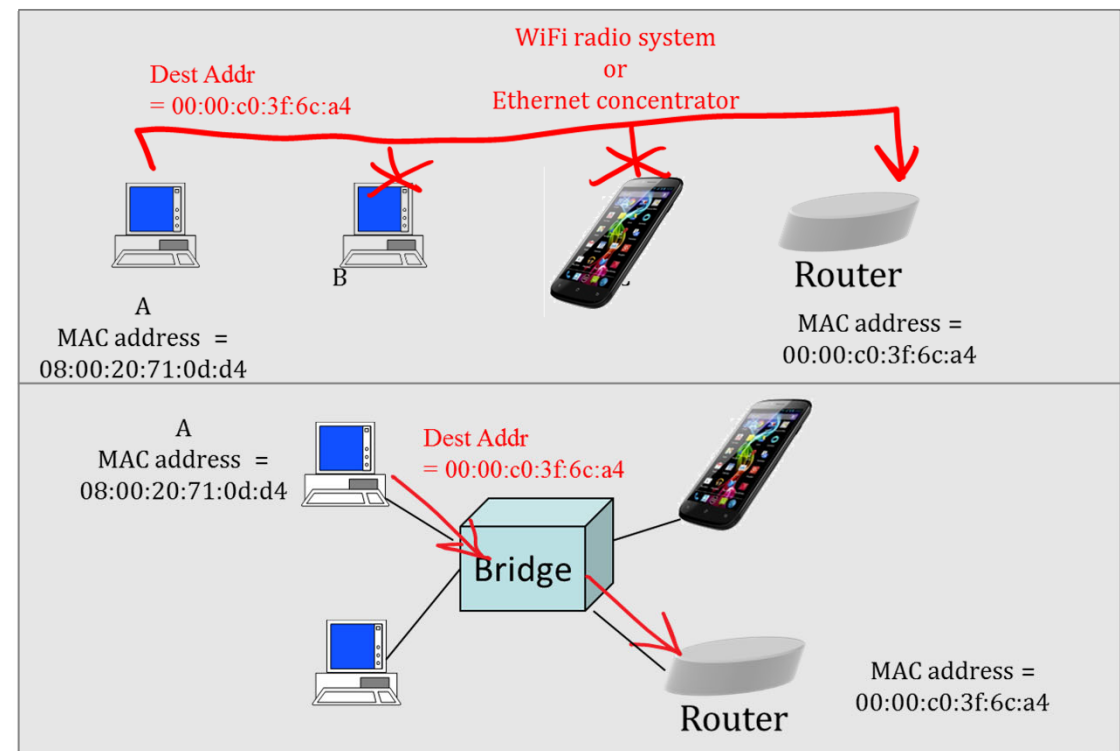 WiFi radio system
or
Ethernet concentrator
Dest Addr
= 00:00:c0:3f:6c:a4
B
Router
A
MAC address =
08:00:20:71:0d:d4
MAC address =
00:00:c0:3f:6c:a4
A
MAC address =
08:00:20:71:0d:d4
Dest Addr
= 00:00:c0:3f:6c:a4
Bridge
Router
MAC address =
00:00:c0:3f:6c:a4